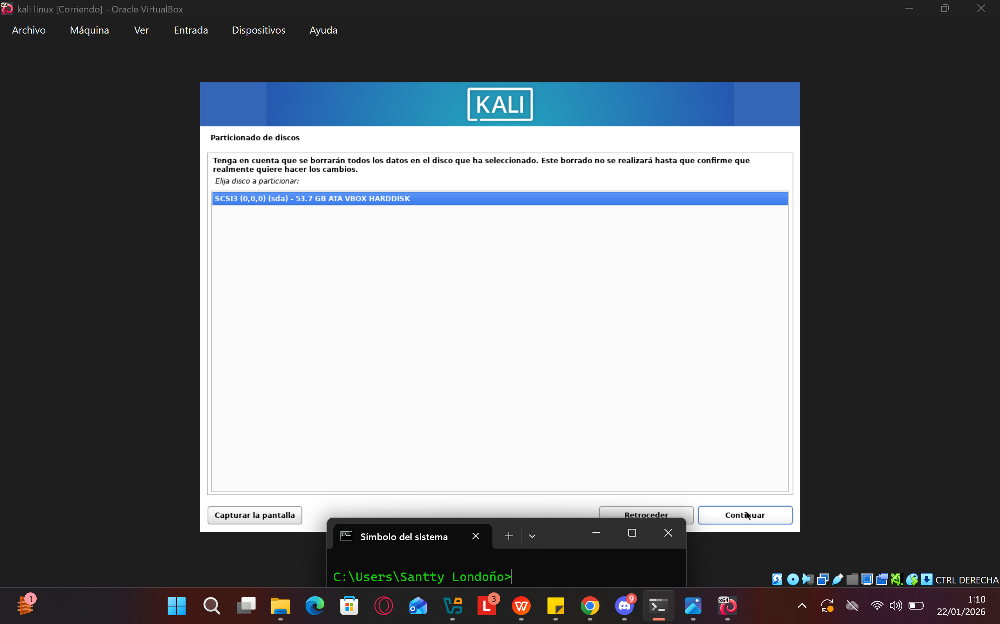 kali linux [Corriendo] - Oracle VirtualBox
Archivo Máquina Ver Entrada Dispositivos Ayuda
KALI
Particionado de discos
Tenga en cuenta que se borrarán todos los datos en el disco que ha seleccionado. Este borrado no se realizará hasta que confirme que
realmente quiere hacer los cambios.
Elija disco a particionar:
SCSI3 (0,0,0) (sda) - 53.7 GB ATA VBOX HARDDISK
Capturar la pantalla Retroceder Continuar
Símbolo del sistema
C:\Users\Santty Londoño>
CTRL DERECHA
1
3
9
x64
1:10
22/01/2026